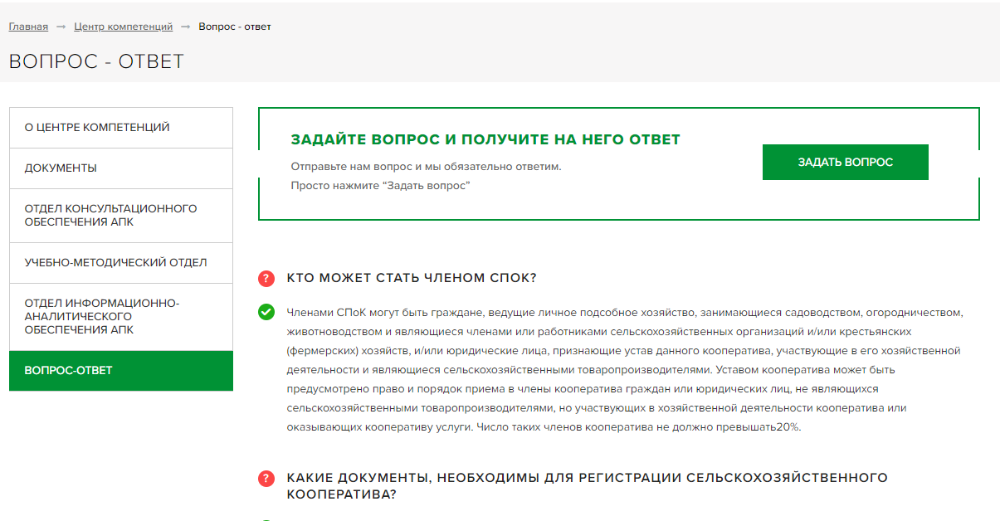 Главная → Центр компетенций → Вопрос - ответ
ВОПРОС - ОТВЕТ
О ЦЕНТРЕ КОМПЕТЕНЦИЙ
ДОКУМЕНТЫ
ОТДЕЛ КОНСУЛЬТАЦИОННОГО
ОБЕСПЕЧЕНИЯ АПК
УЧЕБНО-МЕТОДИЧЕСКИЙ ОТДЕЛ
ОТДЕЛ ИНФОРМАЦИОННО-
АНАЛИТИЧЕСКОГО
ОБЕСПЕЧЕНИЯ АПК
ВОПРОС-ОТВЕТ
ЗАДАЙТЕ ВОПРОС И ПОЛУЧИТЕ НА НЕГО ОТВЕТ
Отправьте нам вопрос и мы обязательно ответим.
Просто нажмите “Задать вопрос”
ЗАДАТЬ ВОПРОС
КТО МОЖЕТ СТАТЬ ЧЛЕНОМ СПОК?
Членами СПоК могут быть граждане, ведущие личное подсобное хозяйство, занимающиеся садоводством, огородничеством,
животноводством и являющиеся членами или работниками сельскохозяйственных организаций и/или крестьянских
(фермерских) хозяйств, и/или юридические лица, признающие устав данного кооператива, участвующие в его хозяйственной
деятельности и являющиеся сельскохозяйственными товаропроизводителями. Уставом кооператива может быть
предусмотрено право и порядок приема в члены кооператива граждан или юридических лиц, не являющихся
сельскохозяйственными товаропроизводителями, но участвующих в хозяйственной деятельности кооператива или
оказывающих кооперативу услуги. Число таких членов кооператива не должно превышать20%.
КАКИЕ ДОКУМЕНТЫ, НЕОБХОДИМЫ ДЛЯ РЕГИСТРАЦИИ СЕЛЬСКОХОЗЯЙСТВЕННОГО
КООПЕРАТИВА?